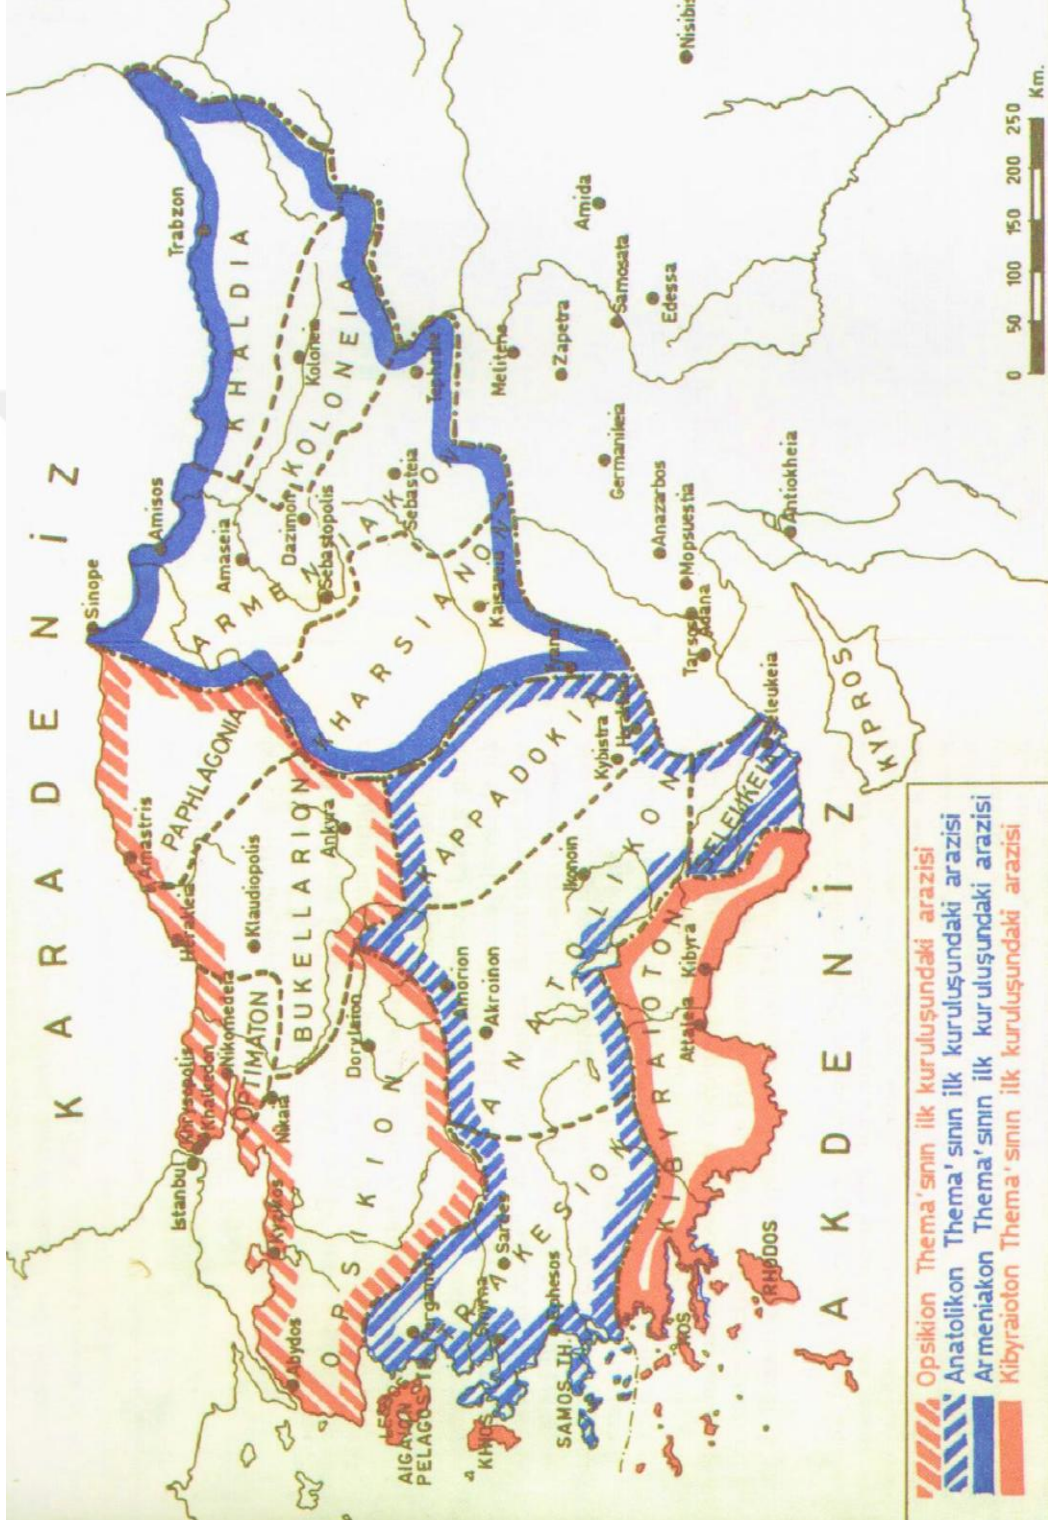 KARADENİZ
Sinope
Amisos
Trabzon
Amastris
Herakleia
PAPHLAGONIA
Amaseia
KHALDIA
Khrysopolis
Khalkedon
Istanbul
Nikomedeia
OPTIMATON
Klaudiopolis
BUKELLARION
Ankyra
Dazimon
Sebastopolis
ARMENIAKON
KOLONEIA
Koloneia
Nikaia
Kyzikos
Abydos
Dorylaion
OPSIKION
KHARSIANON
Sebasteia
Tephrike
Kaisareia
Melitene
Amorion
Akroinon
KAPPADOKIA
Tyana
Zapetra
Amida
Nisibis
Samosata
Edessa
Germanikeia
Anazarbos
Mopsuestia
Adana
Tarsos
Antiokheia
Kybistra
Herakleia
Ikonoin
ANATOLIKON
SELEUKEIA
Seleukeia
AIGAION
PELAGOS TH.
Pergamon
Sardes
Smyrna
KHIOS
THRAKESION
Ephesos
SAMOS TH.
KIBYRAIOTON
Attaleia
Kibyra
KOS
RHODOS
KYPROS
AKDENİZ
0 50 100 150 200 250 Km.
Opsikion Thema'sının ilk kuruluşundaki arazisi
Anatolikon Thema'sının ilk kuruluşundaki arazisi
Armeniakon Thema'sının ilk kuruluşundaki arazisi
Kibyraioton Thema'sının ilk kuruluşundaki arazisi